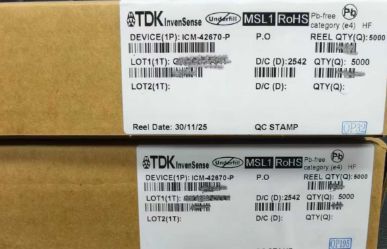 TDK InvenSense Underfill MSL1 RoHS Pb-free category (e4) HF Pb
DEVICE(1P): ICM-42670-P P.O REEL QTY(Q):5000
LOT1(1T): D/C (D):2542 QTY(Q): 5000
LOT2(1T): D/C (D): QTY(Q):
Reel Date: 30/11/25 QC STAMP
TDK InvenSense Underfill MSL1 RoHS Pb-free category (e4) HF Pb
DEVICE(1P): ICM-42670-P P.O REEL QTY(Q):5000
LOT1(1T): D/C (D):2542 QTY(Q): 5000
LOT2(1T): D/C (D): QTY(Q):